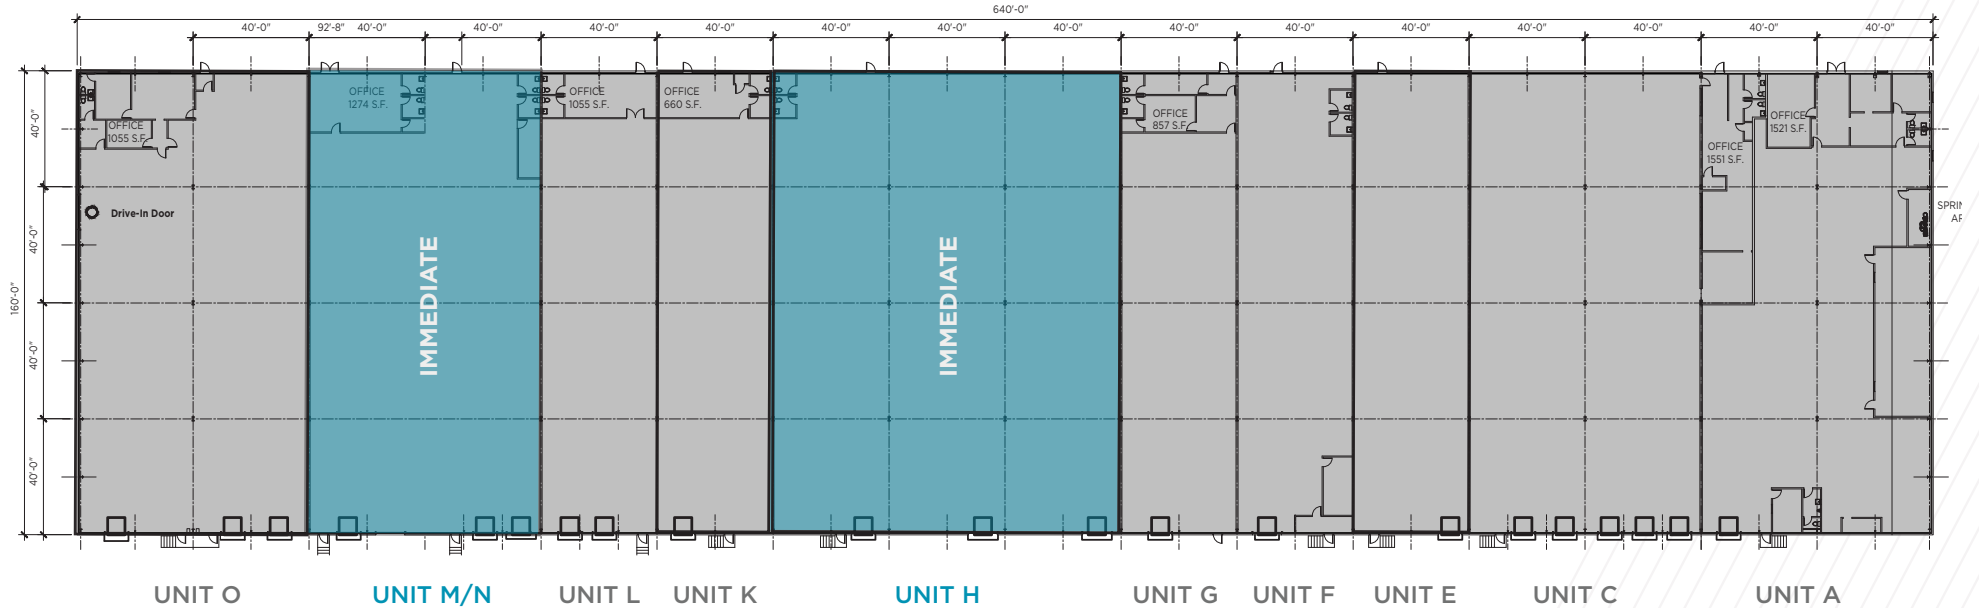 640'-0"
40'-0" 92'-8" 40'-0" 40'-0" 40'-0" 40'-0" 40'-0" 40'-0" 40'-0" 40'-0" 40'-0" 40'-0" 40'-0" 40'-0" 40'-0" 40'-0"
160'-0"
40'-0"
40'-0"
40'-0"
40'-0"
OFFICE
1055 S.F.
Drive-In Door
OFFICE
1274 S.F.
IMMEDIATE
OFFICE
1055 S.F.
OFFICE
660 S.F.
IMMEDIATE
OFFICE
857 S.F.
OFFICE
1551 S.F.
OFFICE
1521 S.F.
UNIT O UNIT M/N UNIT L UNIT K UNIT H UNIT G UNIT F UNIT E UNIT C UNIT A